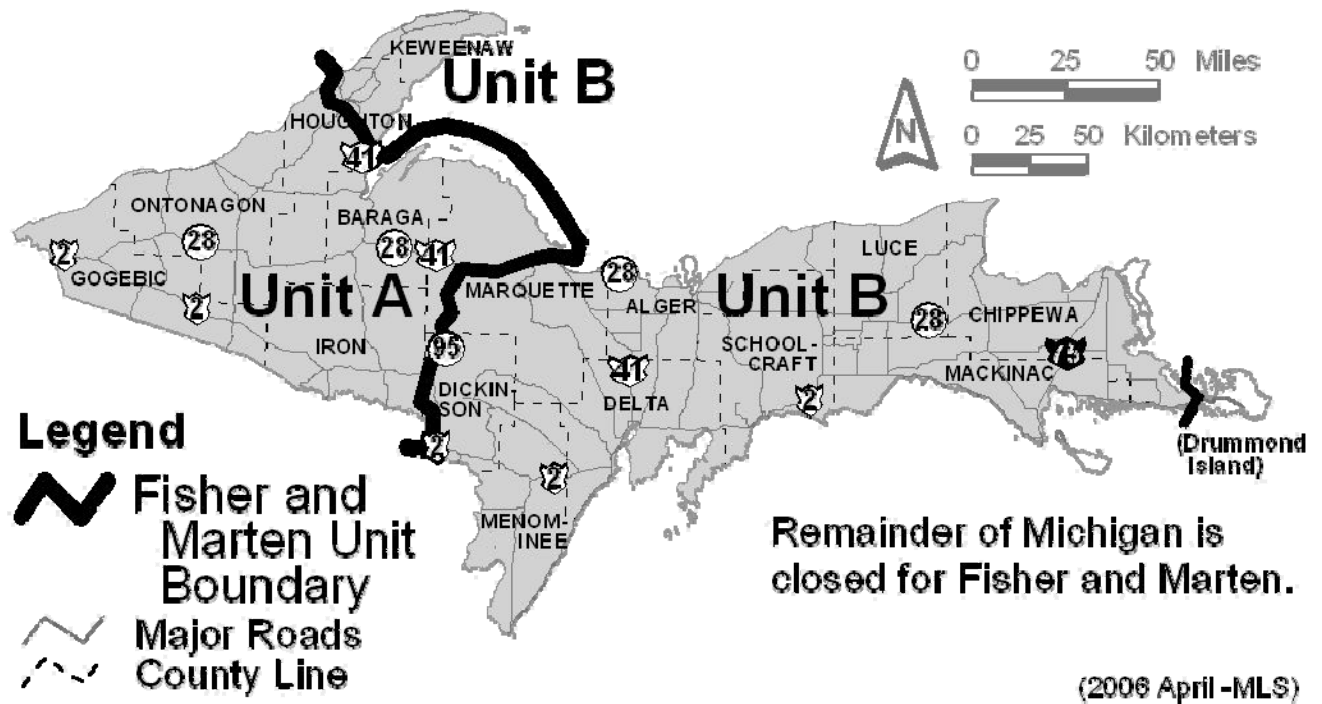 KEWEENAW
Unit B
HOUGHTON
41
0 25 50 Miles
0 25 50 Kilometers
N
ONTONAGON
28
BARAGA
28
41
2
GOGEBIC
2
Unit A
IRON
MARQUETTE
28
ALGER
Unit B
LUCE
28
CHIPPEWA
SCHOOL-
CRAFT
MACKINAC
75
95
DICKIN-
SON
41
DELTA
2
2
2
MENOM-
INEE
(Drummond
Island)
Legend
Fisher and
Marten Unit
Boundary
Major Roads
County Line
Remainder of Michigan is
closed for Fisher and Marten.
(2006 April -MLS)